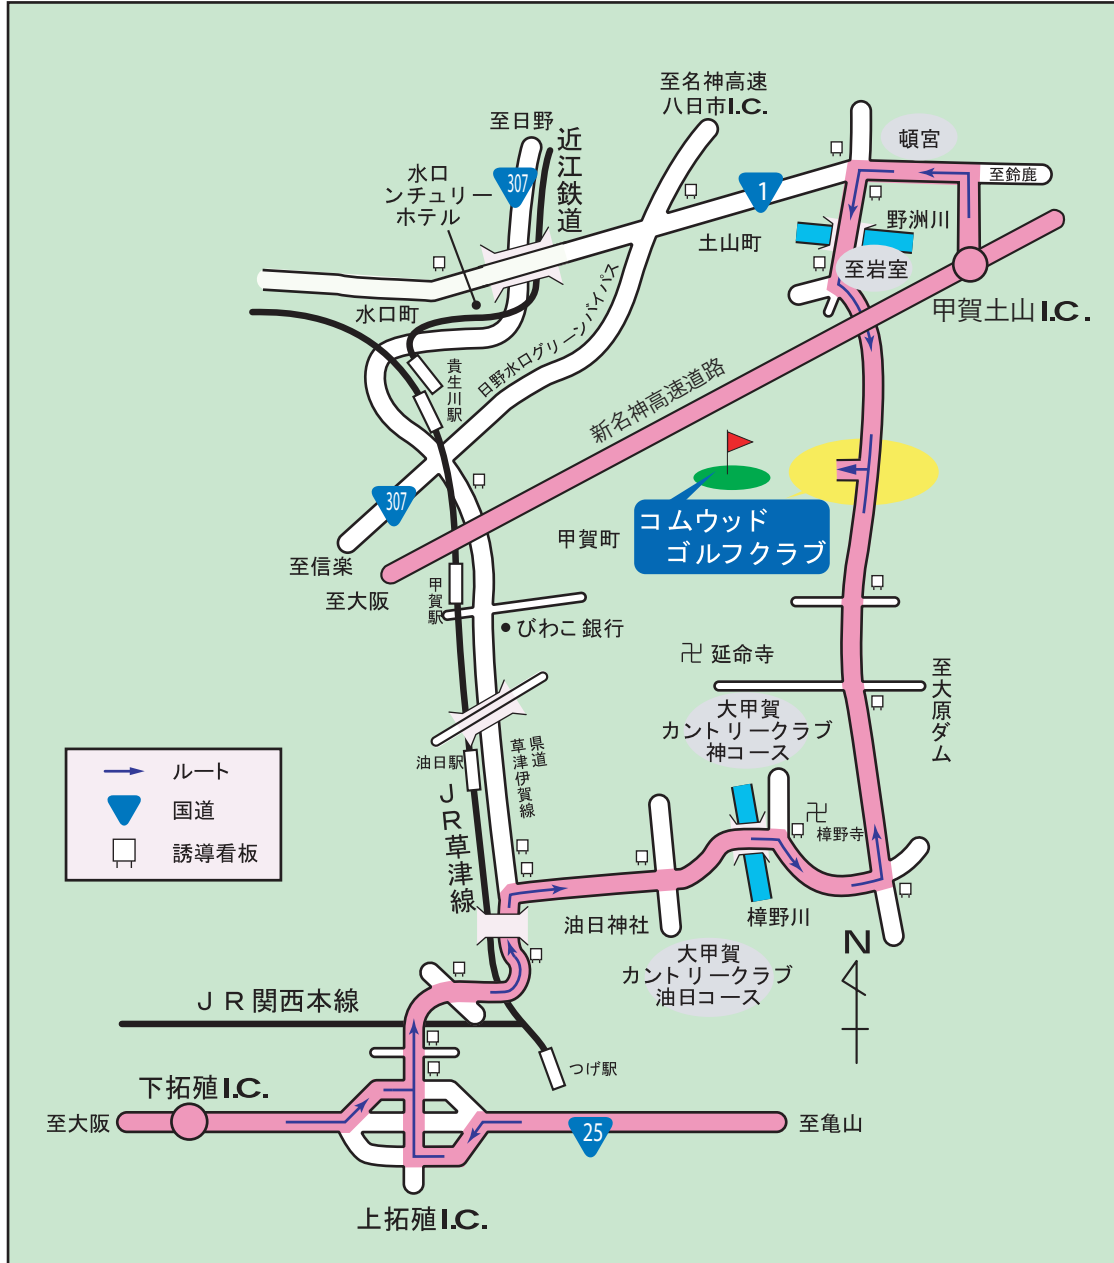 至名神高速
八日市I.C.
至日野
近江鉄道
307
水口
ンチュリー
ホテル
頓宮
至鈴鹿
1
野洲川
土山町
至岩室
水口町
甲賀土山I.C.
日野水口グリーンバイパス
貴生川駅
新名神高速道路
307
コムウッド
ゴルフクラブ
甲賀町
至信楽
至大阪
甲賀駅
びわこ銀行
卍 延命寺
至大原ダム
大甲賀
カントリークラブ
神コース
油日駅
県道
草津伊賀線
ルート
国道
誘導看板
JR草津線
卍
樟野寺
油日神社
樟野川
大甲賀
カントリークラブ
油日コース
N
JR関西本線
つげ駅
下拓殖I.C.
至大阪
25
至亀山
上拓殖I.C.